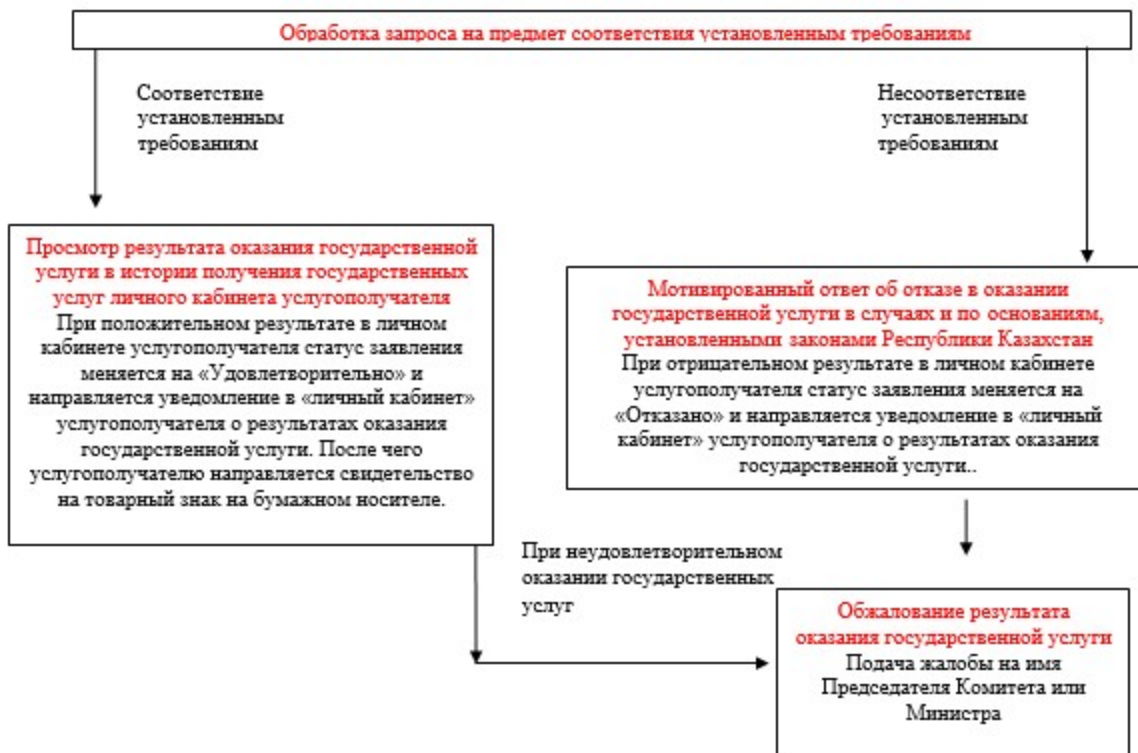 Обработка запроса на предмет соответствия установленным требованиям
Соответствие
установленным
требованиям
Несоответствие
установленным
требованиям
Просмотр результата оказания государственной
услуги в истории получения государственных
услуг личного кабинета услугополучателя
При положительном результате в личном
кабинете услугополучателя статус заявления
меняется на «Удовлетворительно» и
направляется уведомление в «личный кабинет»
услугополучателя о результатах оказания
государственной услуги. После чего
услугополучателю направляется свидетельство
на товарный знак на бумажном носителе.
Мотивированный ответ об отказе в оказании
государственной услуги в случаях и по основаниям,
установленными законами Республики Казахстан
При отрицательном результате в личном кабинете
услугополучателя статус заявления меняется на
«Отказано» и направляется уведомление в «личный
кабинет» услугополучателя о результатах оказания
государственной услуги..
При неудовлетворительном
оказании государственных
услуг
Обжалование результата
оказания государственной услуги
Подача жалобы на имя
Председателя Комитета или
Министра